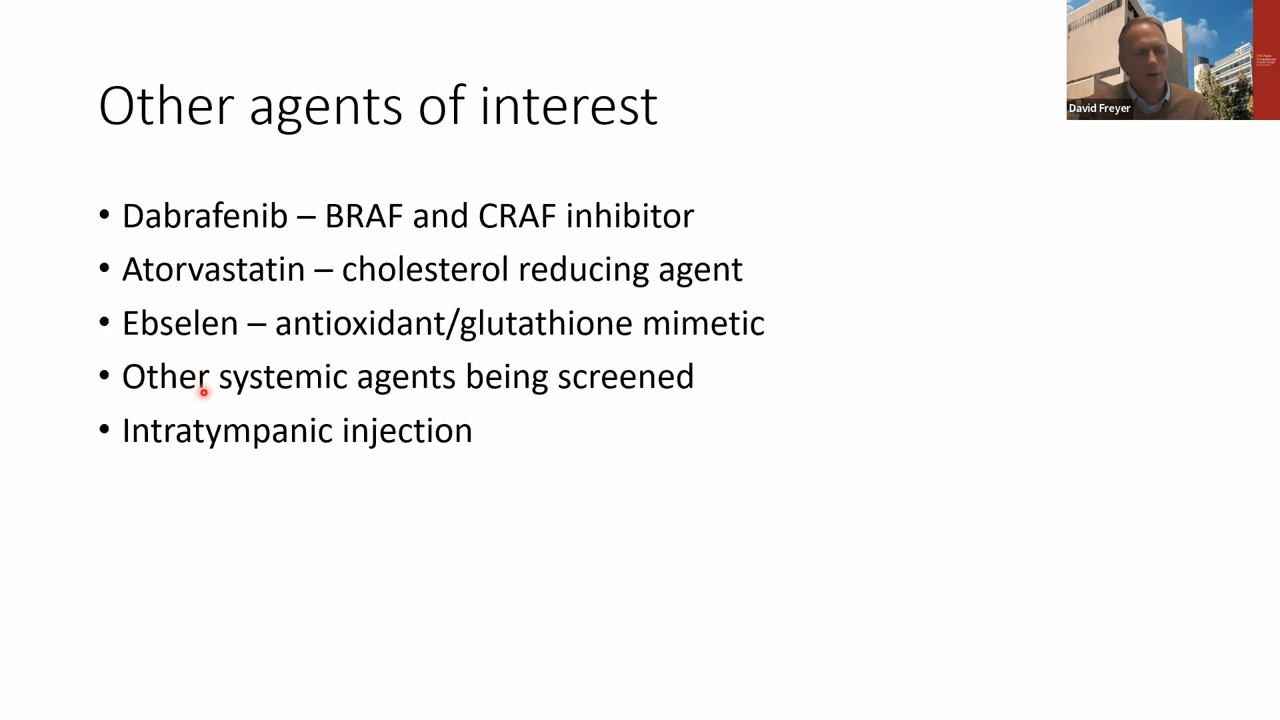 Other agents of interest
• Dabrafenib – BRAF and CRAF inhibitor
• Atorvastatin – cholesterol reducing agent
• Ebselen – antioxidant/glutathione mimetic
• Other systemic agents being screened
• Intratympanic injection
David Freyer